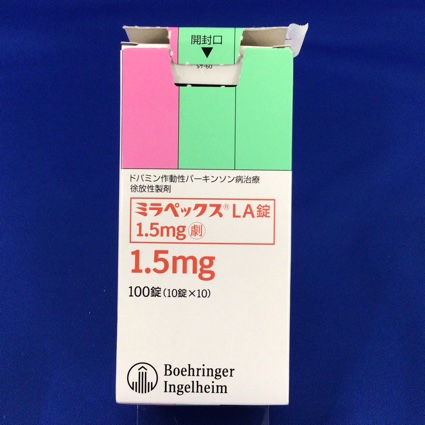 開封口
▼
SY-60
ドパミン作動性パーキンソン病治療
徐放性製剤
ミラペックス® LA錠
1.5mg 劇
1.5mg
100錠(10錠×10)
Boehringer
Ingelheim